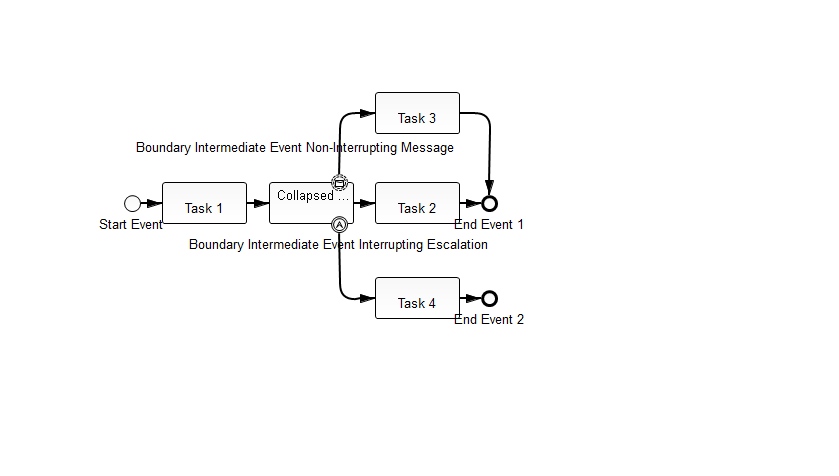 Task 3
Boundary Intermediate Event Non-Interrupting Message
Collapsed ...
Task 1
Task 2
Start Event
End Event 1
Boundary Intermediate Event Interrupting Escalation
Task 4
End Event 2